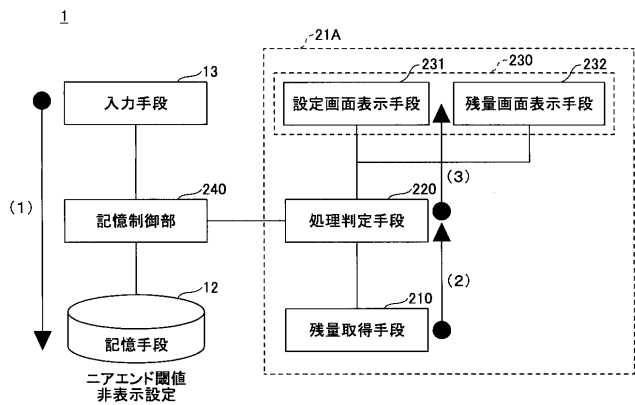 1
21A
13
入力手段
231
230
232
設定画面表示手段
残量画面表示手段
(1)
240
記憶制御部
220
処理判定手段
(3)
12
記憶手段
210
残量取得手段
(2)
ニアエンド閾値
非表示設定